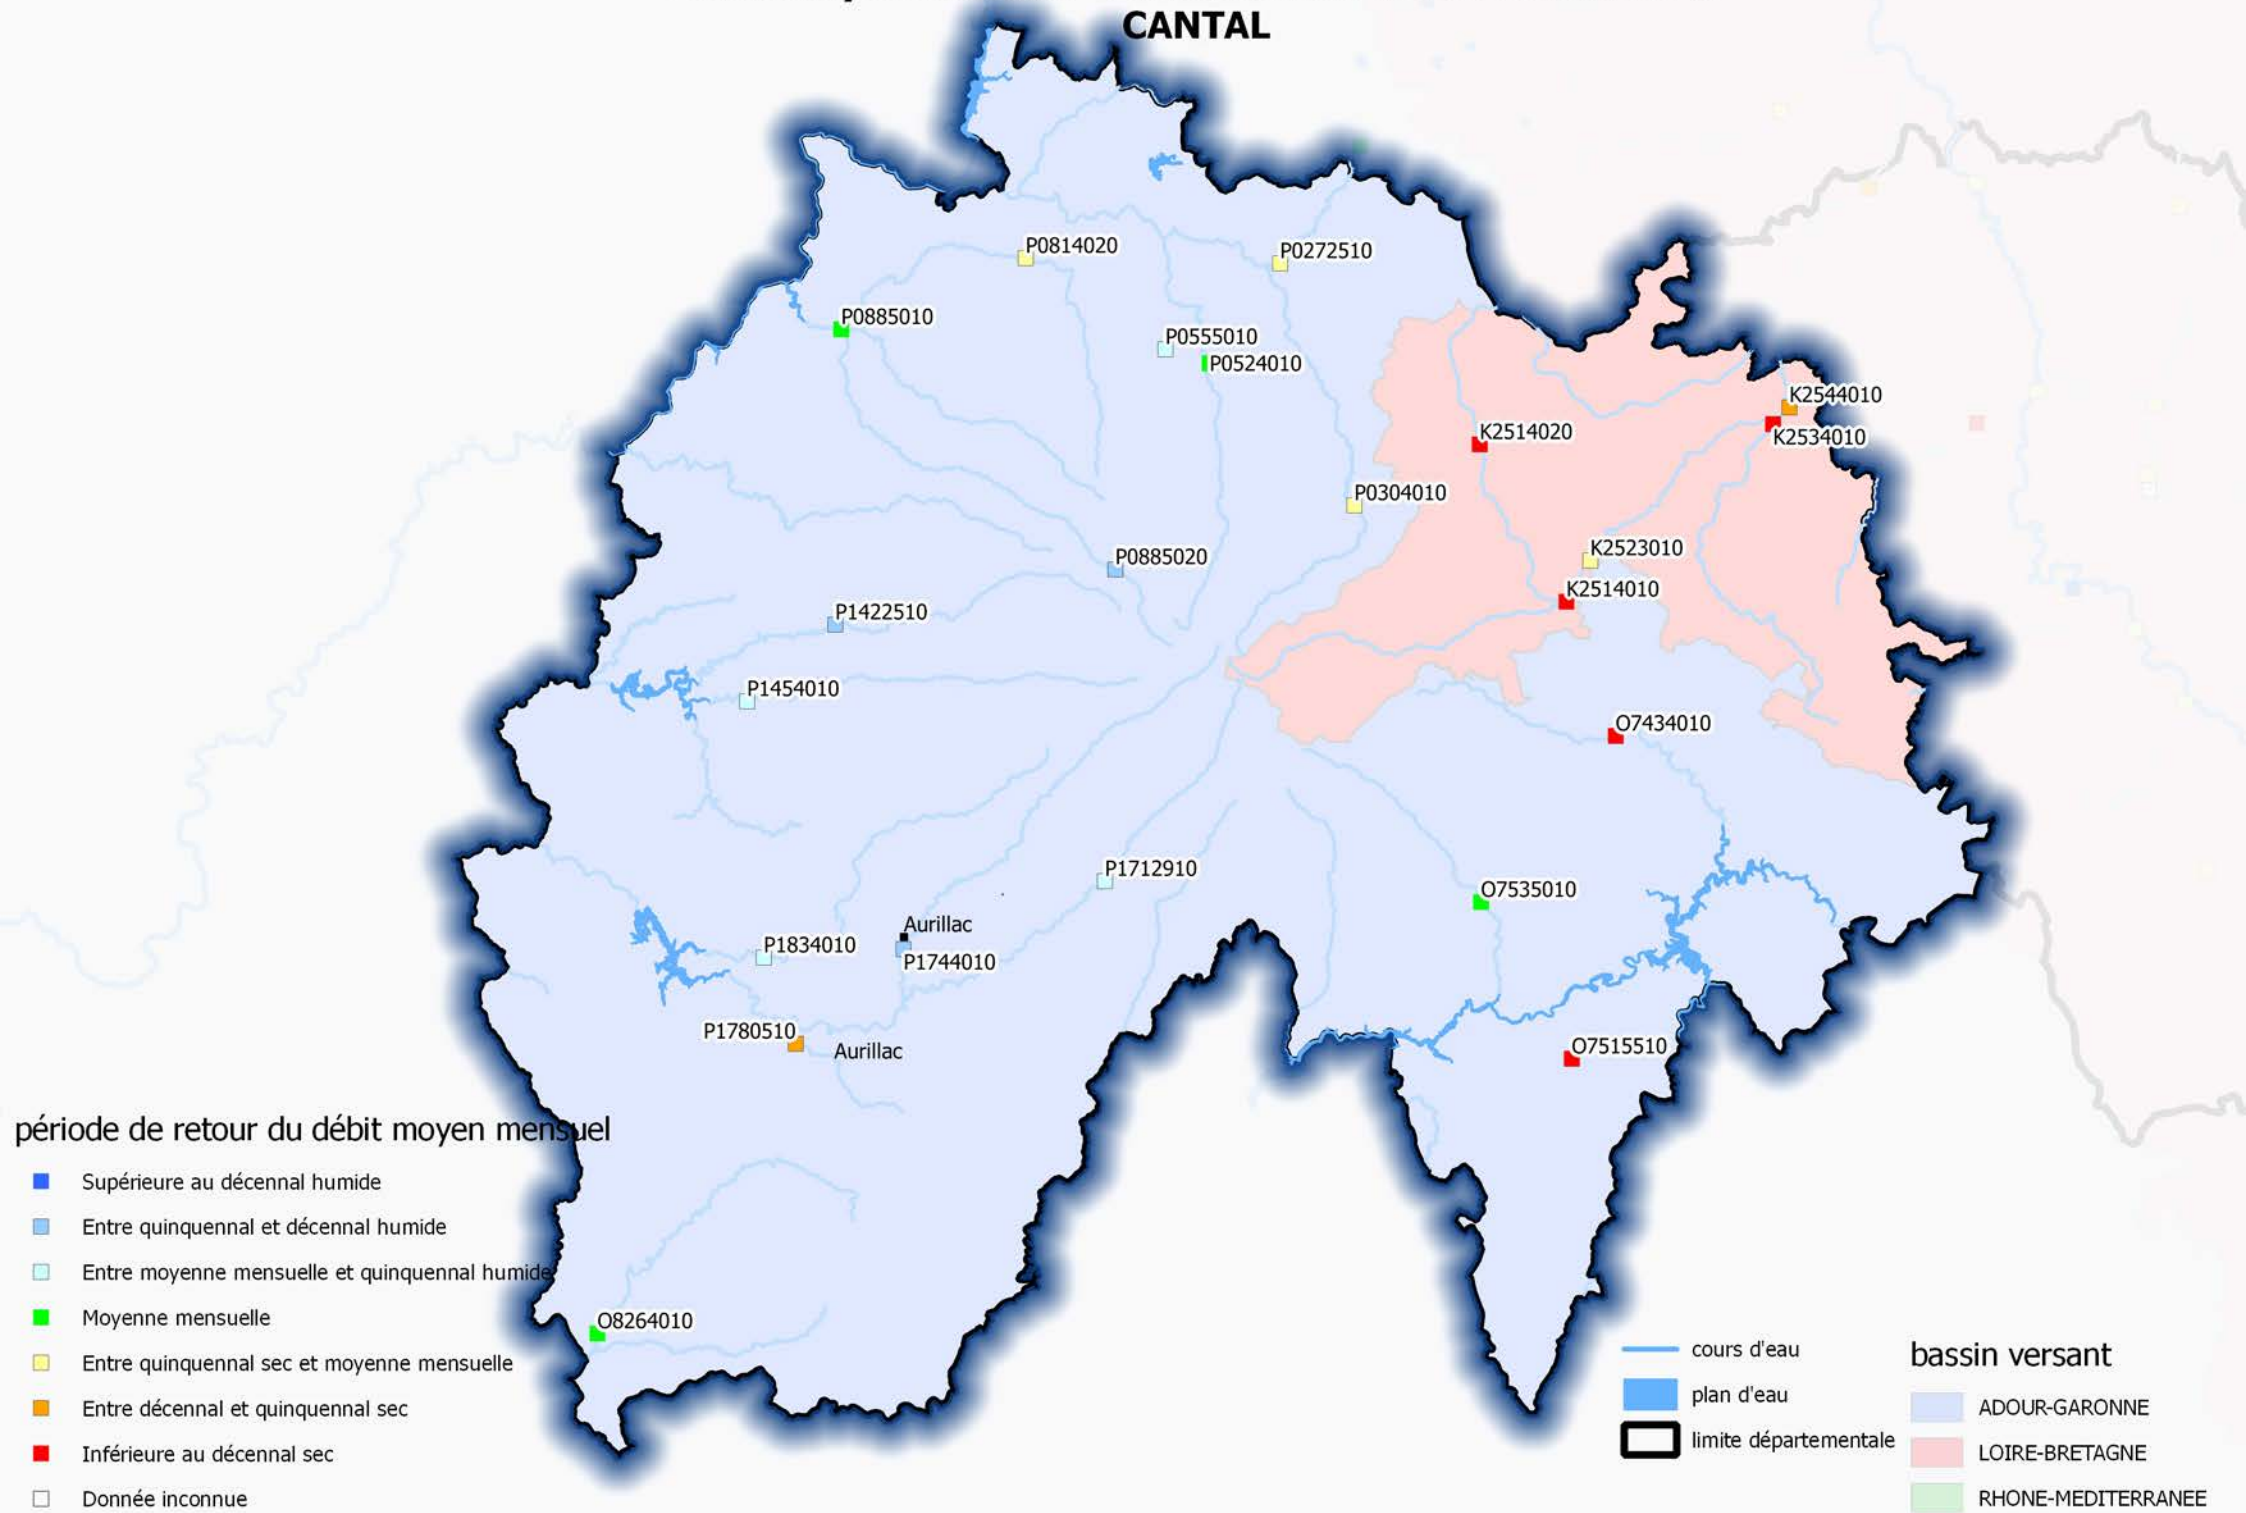 CANTAL
P0814020
P0272510
P0885010
P0555010
P0524010
K2544010
K2514020
K2534010
P0304010
K2523010
P0885020
K2514010
P1422510
P1454010
O7434010
P1712910
O7535010
Aurillac
P1834010
P1744010
P1780510
Aurillac
O7515510
O8264010
période de retour du débit moyen mensuel
Supérieure au décennal humide
Entre quinquennal et décennal humide
Entre moyenne mensuelle et quinquennal humide
Moyenne mensuelle
Entre quinquennal sec et moyenne mensuelle
Entre décennal et quinquennal sec
Inférieure au décennal sec
Donnée inconnue
cours d'eau
plan d'eau
limite départementale
bassin versant
ADOUR-GARONNE
LOIRE-BRETAGNE
RHONE-MEDITERRANEE